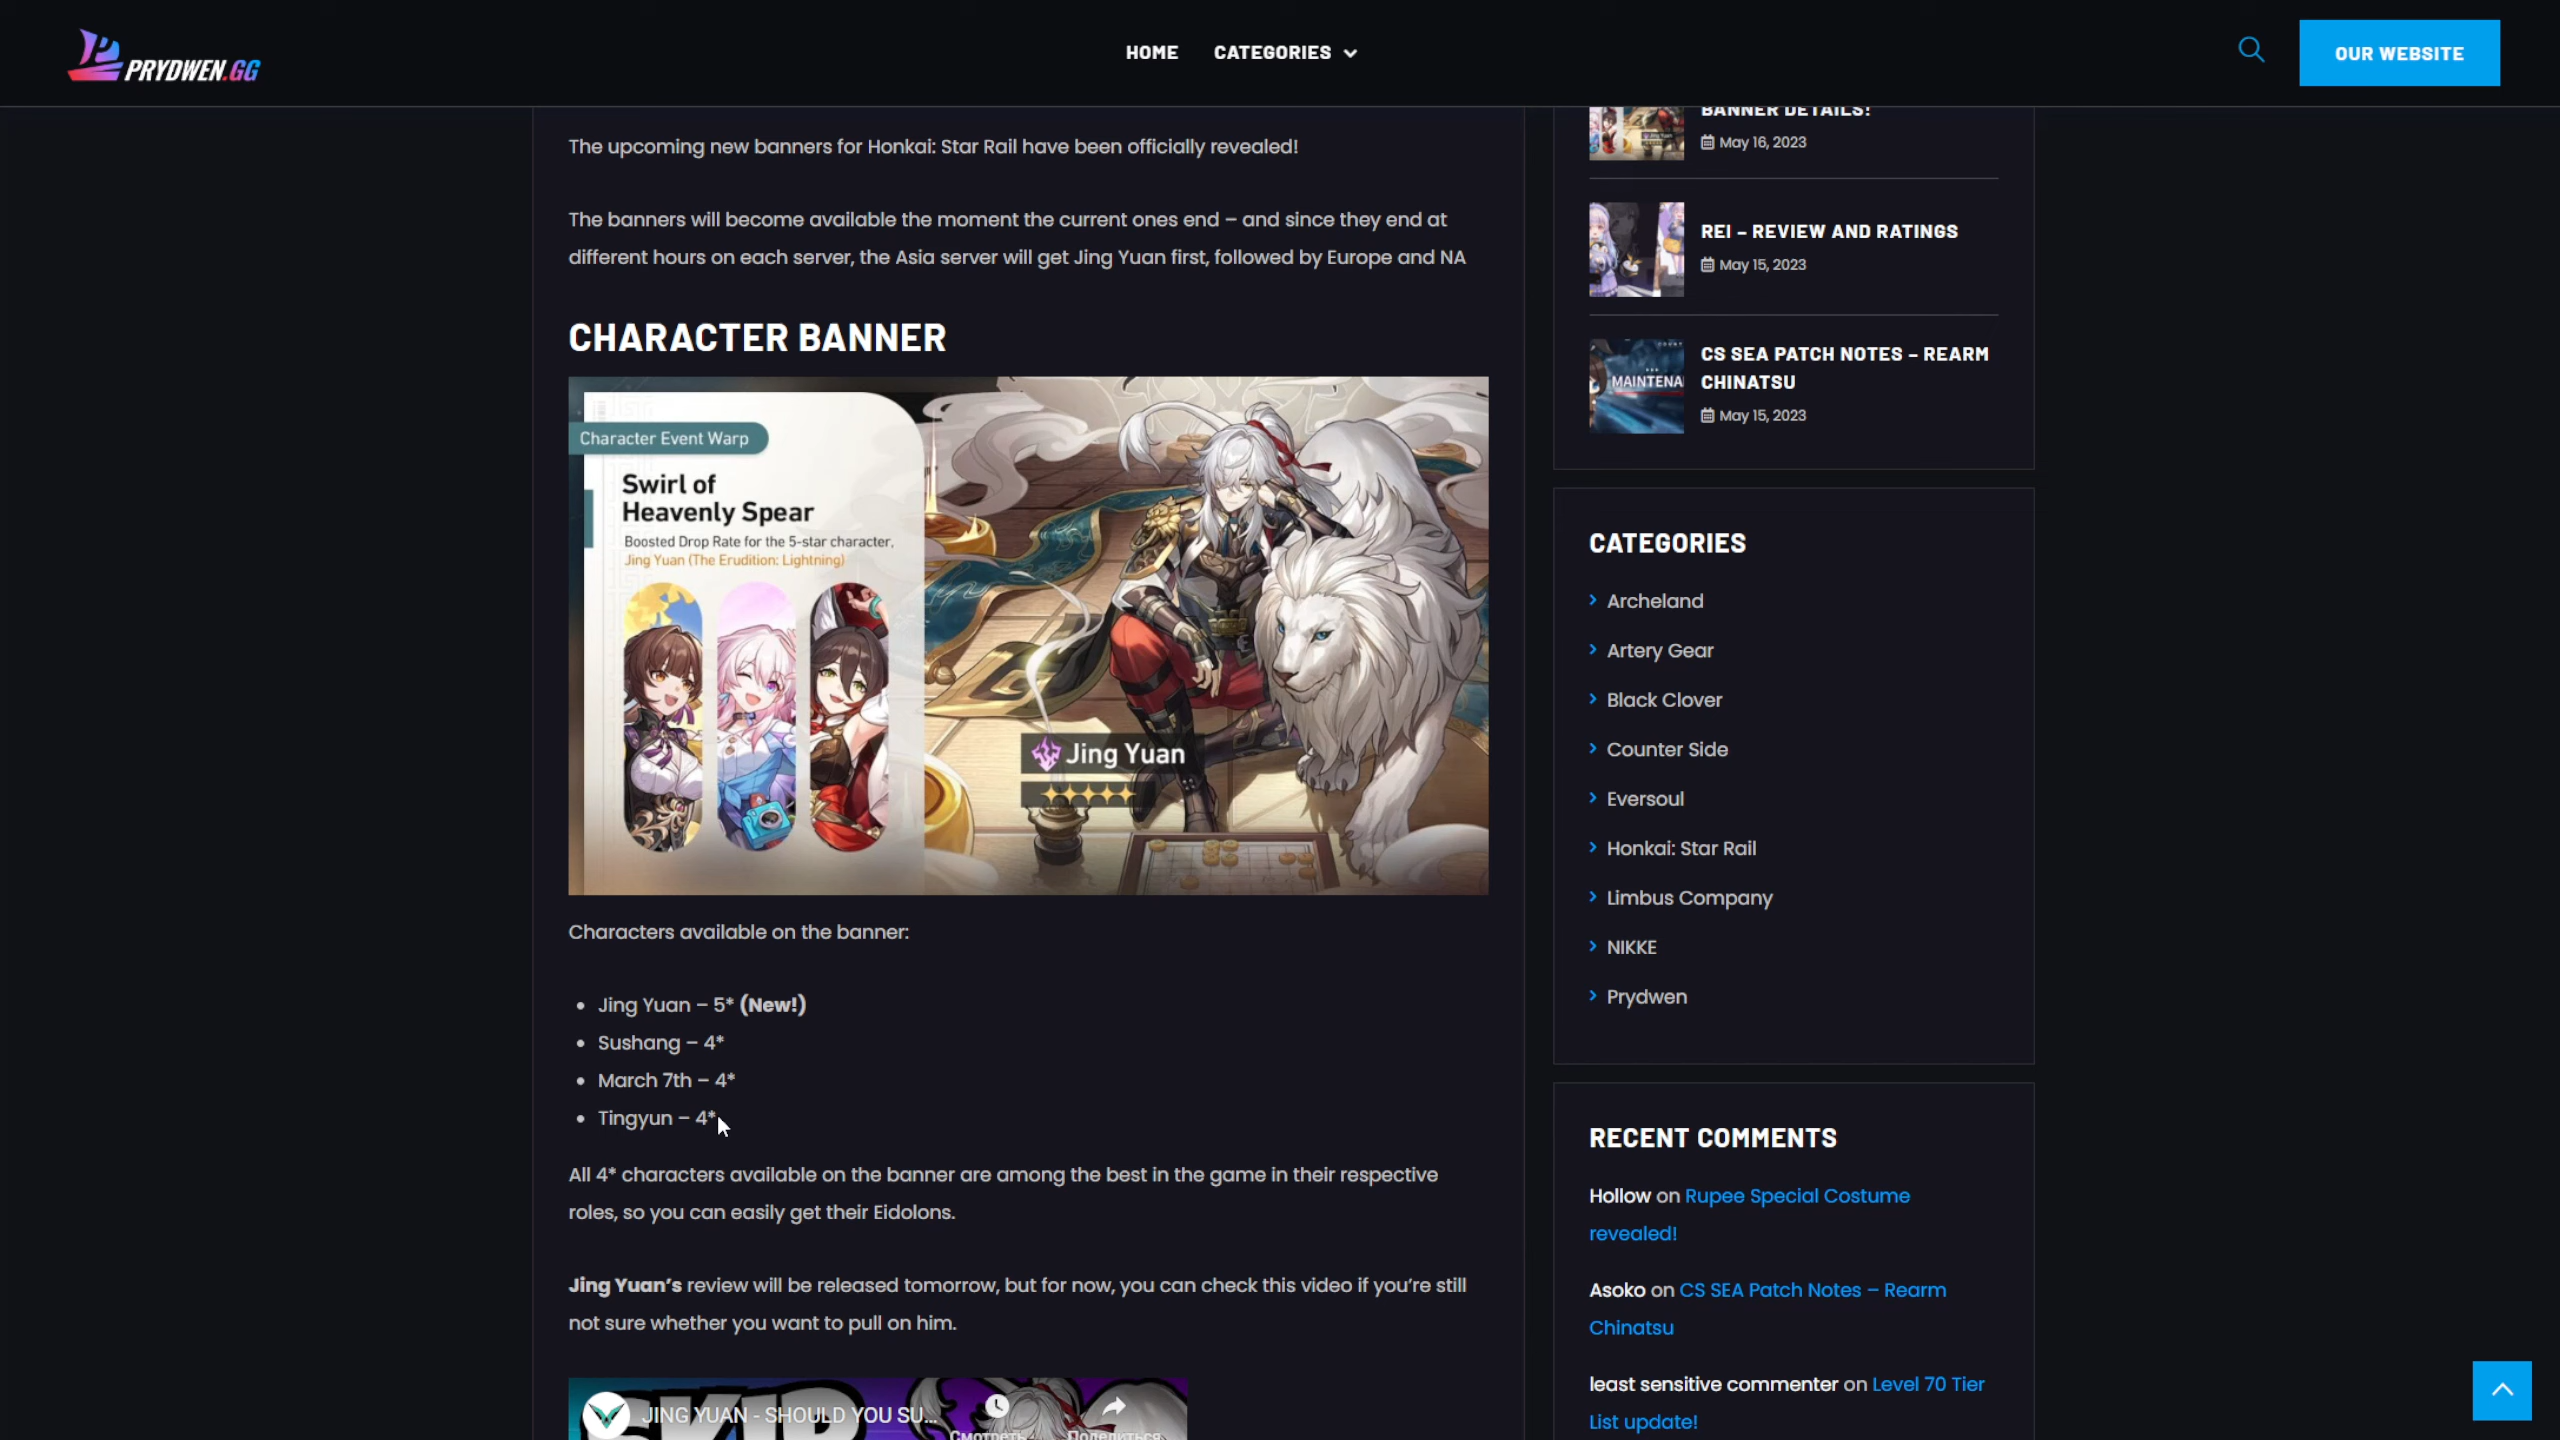 PRYDWEN.GG
HOME
CATEGORIES
OUR WEBSITE
The upcoming new banners for Honkai: Star Rail have been officially revealed!
The banners will become available the moment the current ones end – and since they end at
different hours on each server, the Asia server will get Jing Yuan first, followed by Europe and NA
CHARACTER BANNER
Character Event Warp
Swirl of
Heavenly Spear
Boosted Drop Rate for the 5-star character,
Jing Yuan (The Erudition: Lightning)
Jing Yuan
Characters available on the banner:
Jing Yuan – 5* (New!)
Sushang – 4*
March 7th – 4*
Tingyun – 4*
All 4* characters available on the banner are among the best in the game in their respective
roles, so you can easily get their Eidolons.
Jing Yuan's review will be released tomorrow, but for now, you can check this video if you're still
not sure whether you want to pull on him.
SKIP
JING YUAN - SHOULD YOU SU...
Смотреть
Поделиться
BANNER DETAILS!
May 16, 2023
REI – REVIEW AND RATINGS
May 15, 2023
MAINTENA
CS SEA PATCH NOTES – REARM
CHINATSU
May 15, 2023
CATEGORIES
Archeland
Artery Gear
Black Clover
Counter Side
Eversoul
Honkai: Star Rail
Limbus Company
NIKKE
Prydwen
RECENT COMMENTS
Hollow on Rupee Special Costume
revealed!
Asoko on CS SEA Patch Notes – Rearm
Chinatsu
least sensitive commenter on Level 70 Tier
List update!